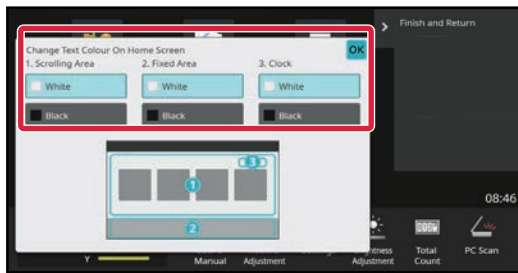 Finish and Return
Change Text Colour On Home Screen
OK
1. Scrolling Area
2. Fixed Area
3. Clock
White
White
White
Black
Black
Black
3
1
2
08:46
Y
Manual
Adjustment
Adjustment
Total
Count
PC Scan